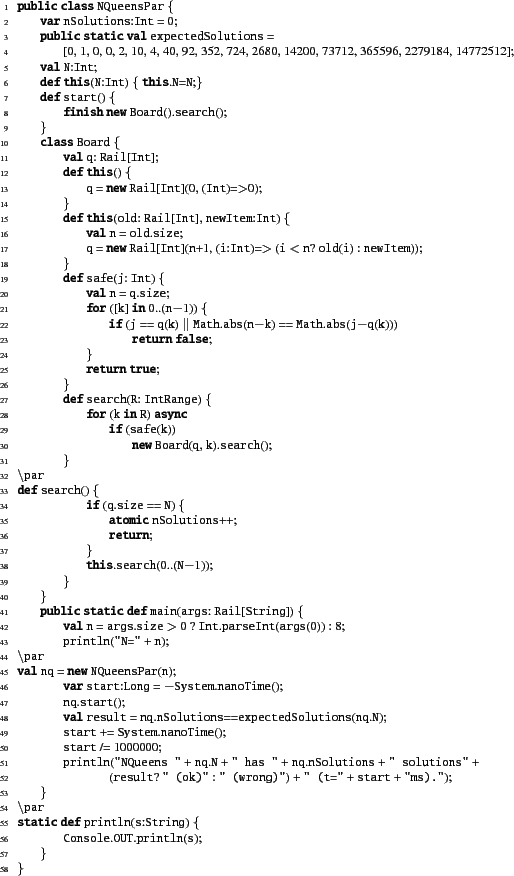 1 public class NQueensPar {
2 var nSolutions:Int = 0;
3 public static val expectedSolutions =
4 [0, 1, 0, 0, 2, 10, 4, 40, 92, 352, 724, 2680, 14200, 73712, 365596, 2279184, 14772512];
5 val N:Int;
6 def this(N:Int) { this.N=N;}
7 def start() {
8 finish new Board().search();
9 }
10 class Board {
11 val q: Rail[Int];
12 def this() {
13 q = new Rail[Int](0, (Int)=>0);
14 }
15 def this(old: Rail[Int], newItem:Int) {
16 val n = old.size;
17 q = new Rail[Int](n+1, (i:Int)=> (i < n? old(i) : newItem));
18 }
19 def safe(j: Int) {
20 val n = q.size;
21 for ([k] in 0..(n−1)) {
22 if (j == q(k) || Math.abs(n−k) == Math.abs(j−q(k)))
23 return false;
24 }
25 return true;
26 }
27 def search(R: IntRange) {
28 for (k in R) async
29 if (safe(k))
30 new Board(q, k).search();
31 }
32 \par
33 def search() {
34 if (q.size == N) {
35 atomic nSolutions++;
36 return;
37 }
38 this.search(0..(N−1));
39 }
40 }
41 public static def main(args: Rail[String]) {
42 val n = args.size > 0 ? Int.parseInt(args(0)) : 8;
43 println("N=" + n);
44 \par
45 val nq = new NQueensPar(n);
46 var start:Long = −System.nanoTime();
47 nq.start();
48 val result = nq.nSolutions==expectedSolutions(nq.N);
49 start += System.nanoTime();
50 start /= 1000000;
51 println("NQueens " + nq.N + " has " + nq.nSolutions + " solutions" +
52 (result? " (ok)" : " (wrong)") + " (t=" + start + "ms).");
53 }
54 \par
55 static def println(s:String) {
56 Console.OUT.println(s);
57 }
58 }